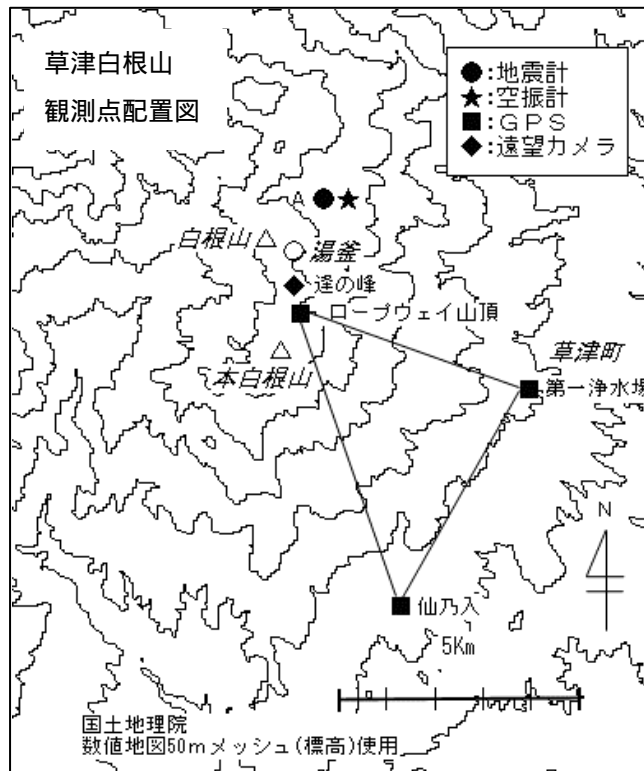 草津白根山
観測点配置図
●:地震計
★:空振計
■:GPS
◆:遠望カメラ
A
白根山
湯釜
逢の峰
ロープウェイ山頂
本白根山
草津町
第一浄水場
N
仙乃入
5Km
国土地理院
数値地図50mメッシュ(標高)使用